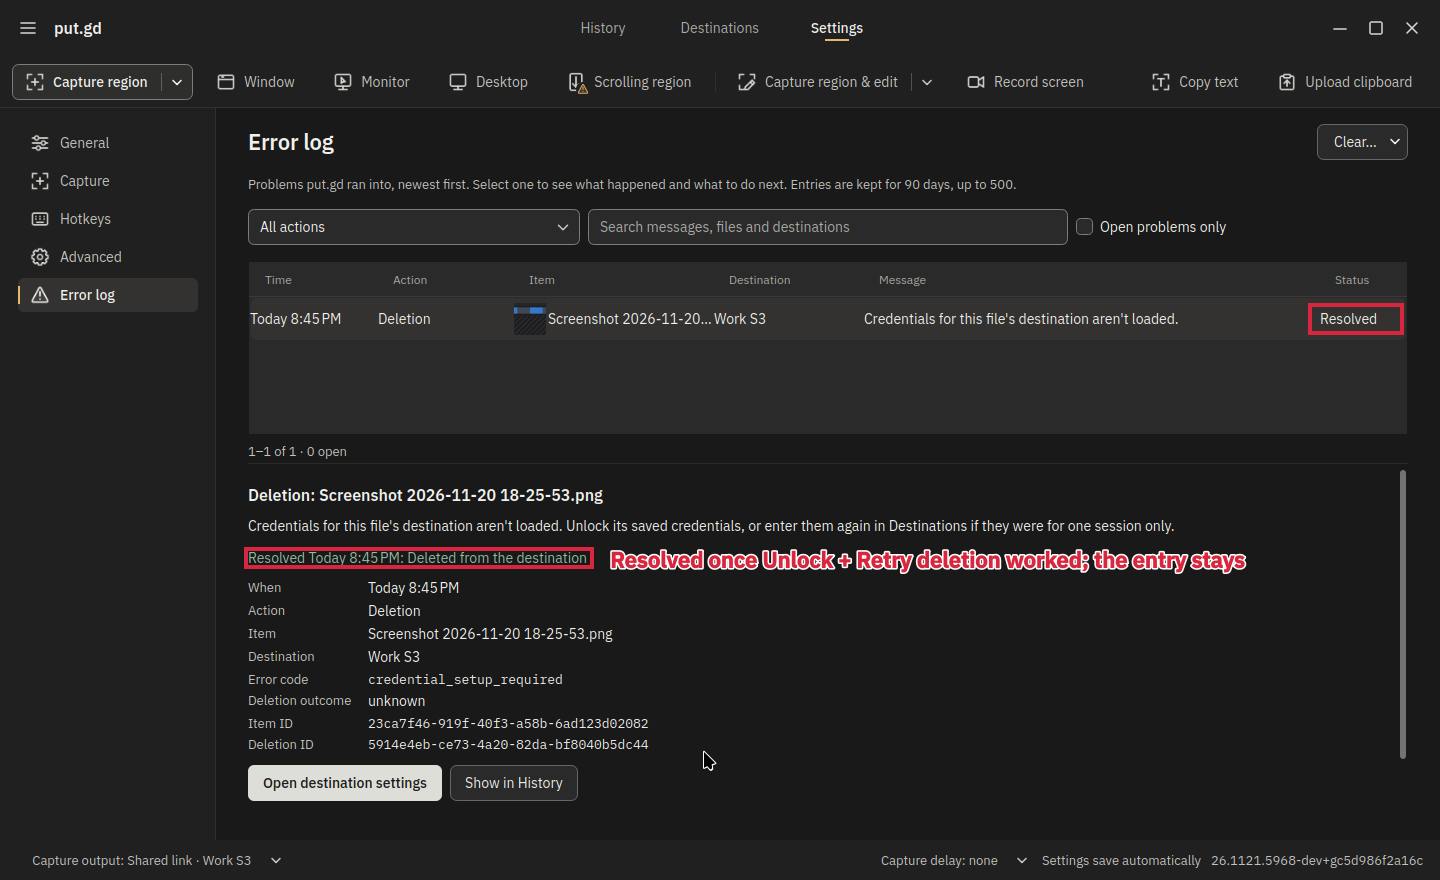 put.gd
History
Destinations
Settings
Capture region
Window
Monitor
Desktop
Scrolling region
Capture region & edit
Record screen
Copy text
Upload clipboard
General
Capture
Hotkeys
Advanced
Error log
Error log
Clear...
Problems put.gd ran into, newest first. Select one to see what happened and what to do next. Entries are kept for 90 days, up to 500.
All actions
Search messages, files and destinations
Open problems only
Time Action Item Destination Message Status
Today 8:45 PM Deletion Screenshot 2026-11-20... Work S3 Credentials for this file's destination aren't loaded. Resolved
1–1 of 1 · 0 open
Deletion: Screenshot 2026-11-20 18-25-53.png
Credentials for this file's destination aren't loaded. Unlock its saved credentials, or enter them again in Destinations if they were for one session only.
Resolved Today 8:45 PM: Deleted from the destination
Resolved once Unlock + Retry deletion worked; the entry stays
When Today 8:45 PM
Action Deletion
Item Screenshot 2026-11-20 18-25-53.png
Destination Work S3
Error code credential_setup_required
Deletion outcome unknown
Item ID 23ca7f46-919f-40f3-a58b-6ad123d02082
Deletion ID 5914e4eb-ce73-4a20-82da-bf8040b5dc44
Open destination settings
Show in History
Capture output: Shared link · Work S3
Capture delay: none
Settings save automatically
26.1121.5968-dev+gc5d986f2a16c